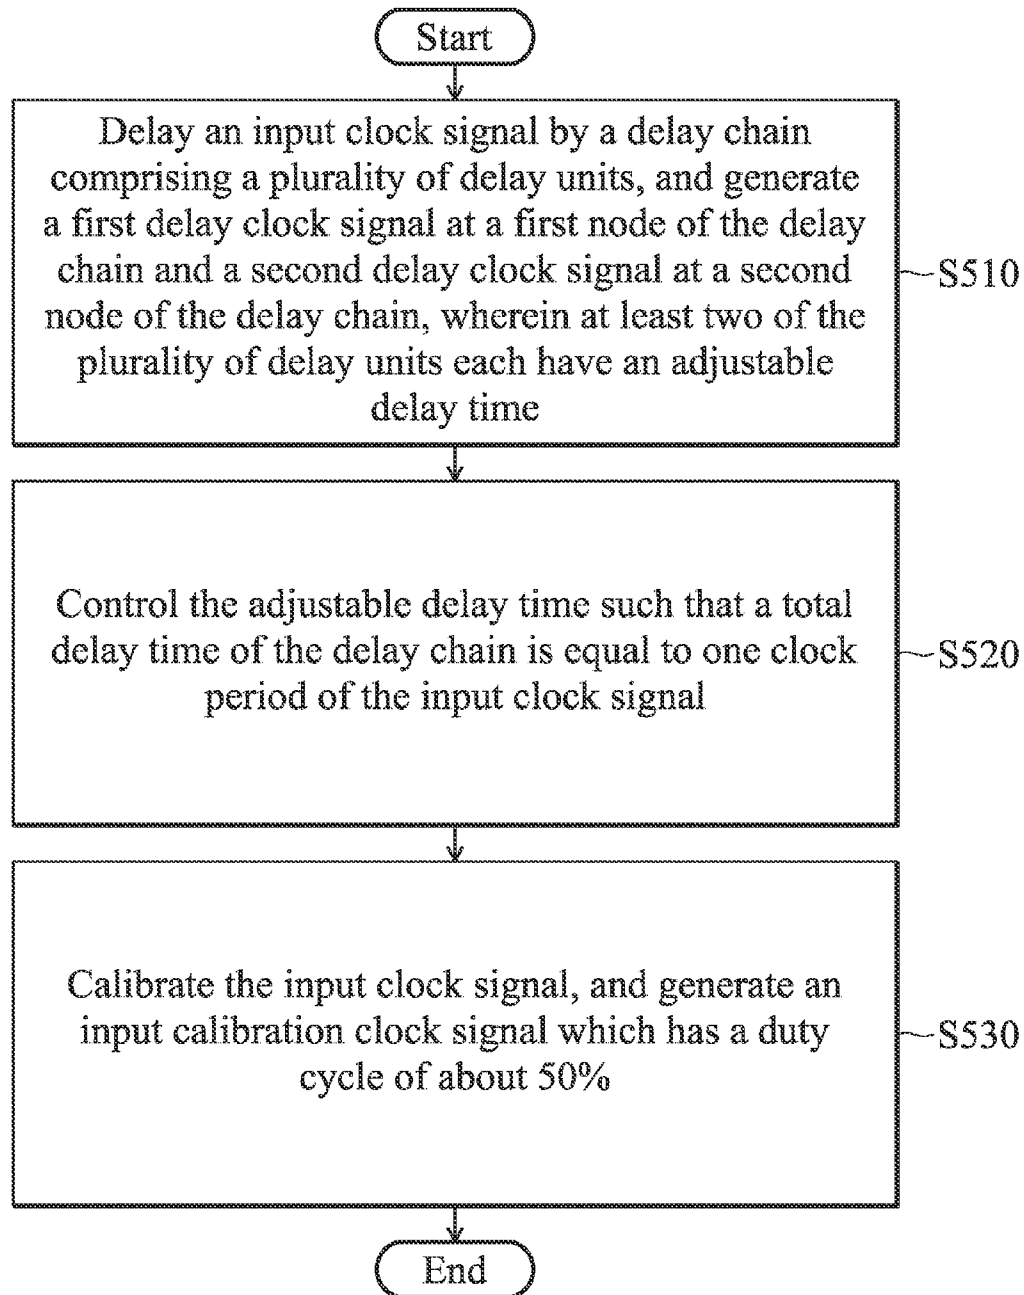 Start
Delay an input clock signal by a delay chain
comprising a plurality of delay units, and generate
a first delay clock signal at a first node of the delay
chain and a second delay clock signal at a second
node of the delay chain, wherein at least two of the
plurality of delay units each have an adjustable
delay time
S510
Control the adjustable delay time such that a total
delay time of the delay chain is equal to one clock
period of the input clock signal
S520
Calibrate the input clock signal, and generate an
input calibration clock signal which has a duty
cycle of about 50%
S530
End